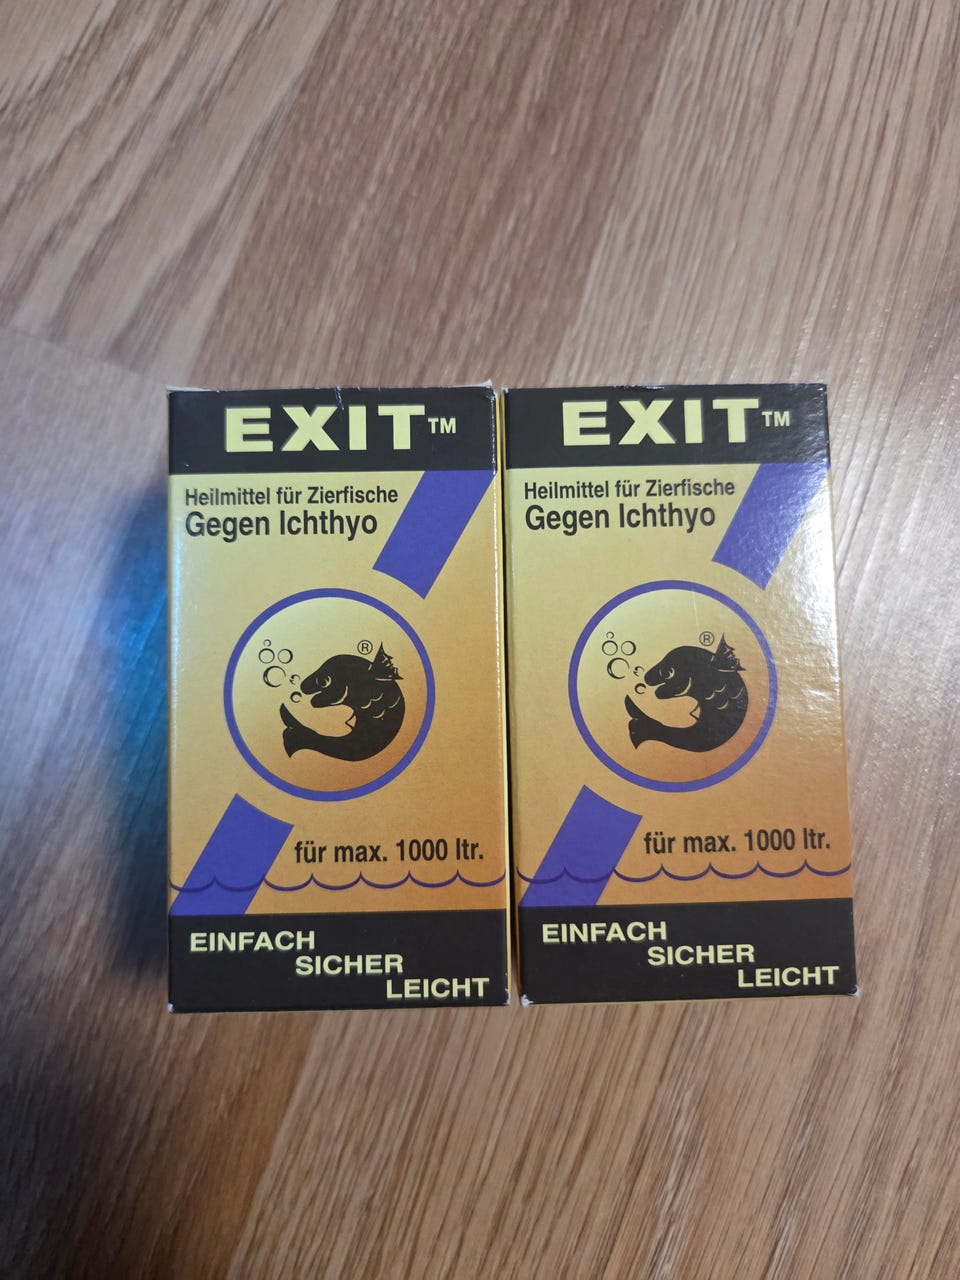 EXIT™
Heilmittel für Zierfische
Gegen Ichthyo
®
für max. 1000 ltr.
EINFACH
SICHER
LEICHT
EXIT™
Heilmittel für Zierfische
Gegen Ichthyo
®
für max. 1000 ltr.
EINFACH
SICHER
LEICHT